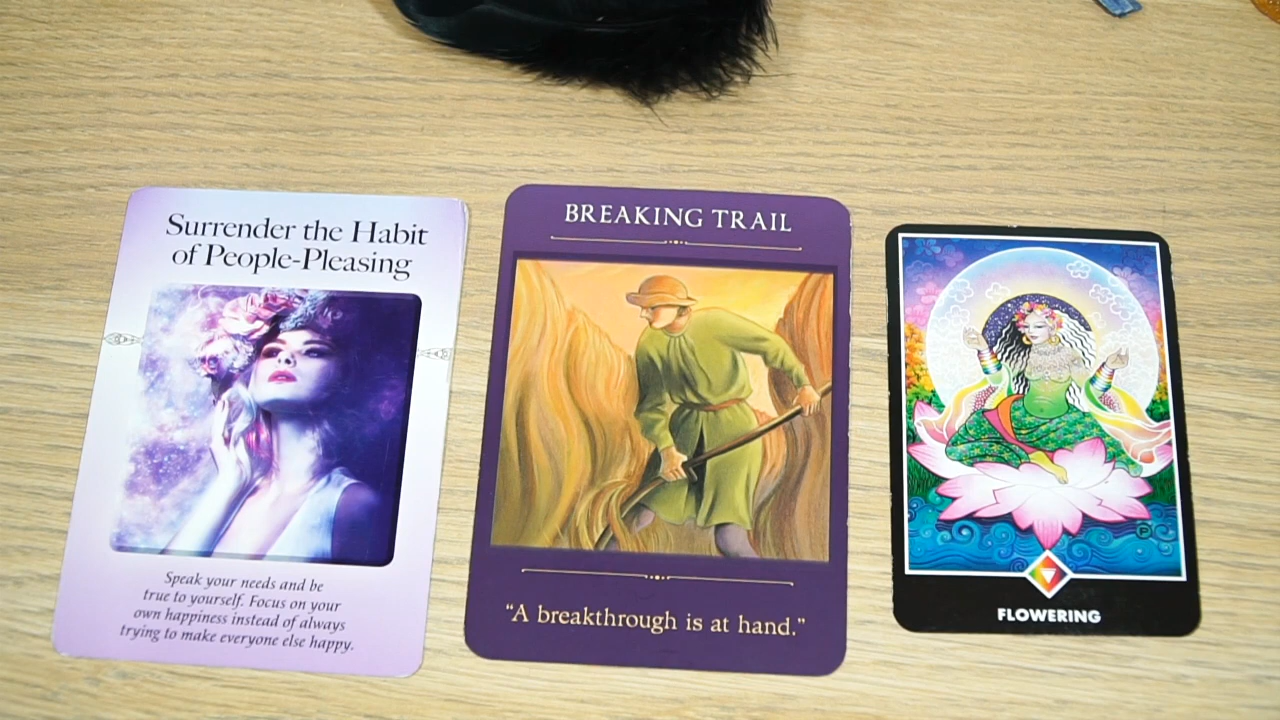 Surrender the Habit
of People-Pleasing
Speak your needs and be
true to yourself. Focus on your
own happiness instead of always
trying to make everyone else happy.
BREAKING TRAIL
"A breakthrough is at hand."
FLOWERING